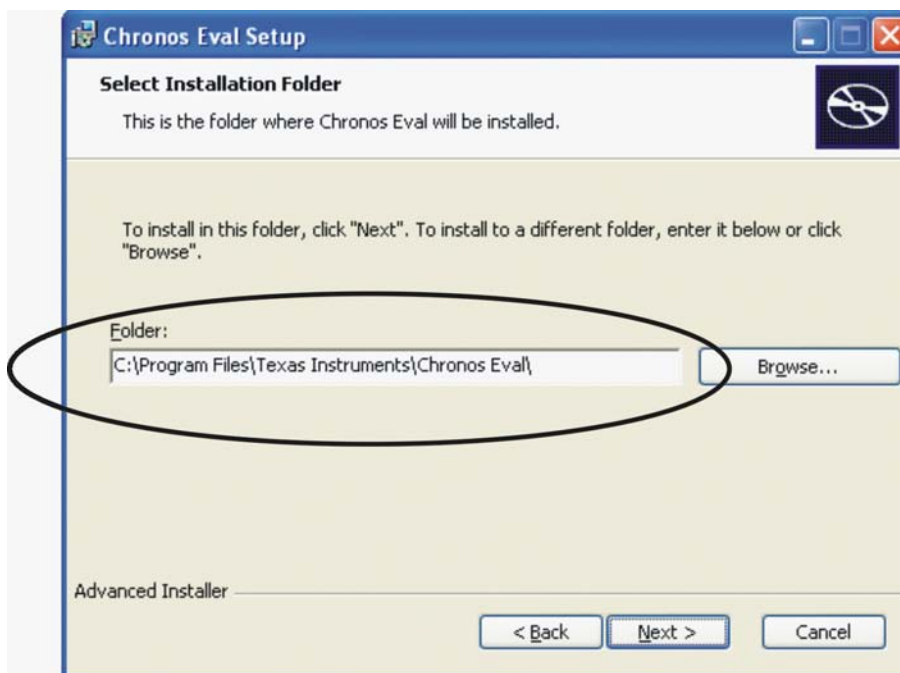 Chronos Eval Setup
Select Installation Folder
This is the folder where Chronos Eval will be installed.
To install in this folder, click "Next". To install to a different folder, enter it below or click
"Browse".
Folder:
C:\Program Files\Texas Instruments\Chronos Eval\
Browse...
Advanced Installer
< Back
Next >
Cancel